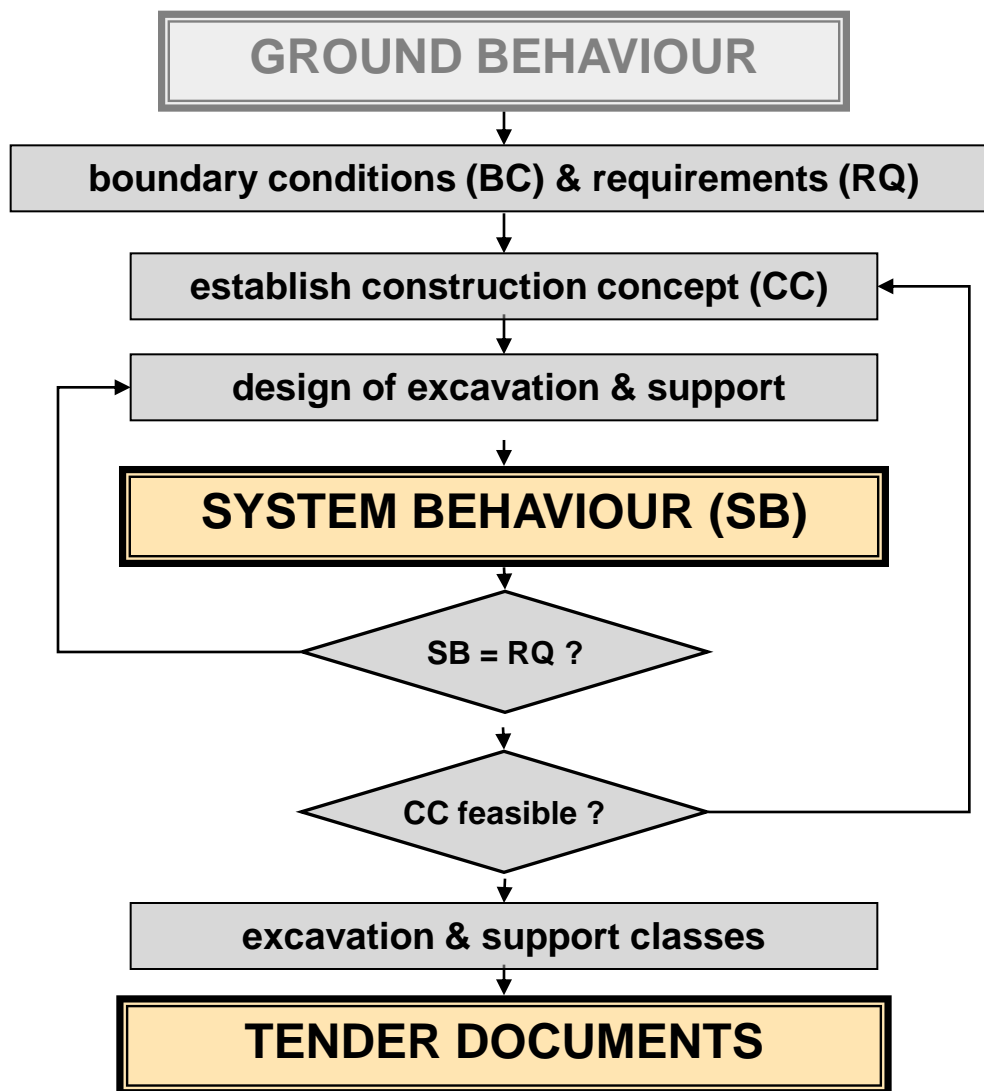 GROUND BEHAVIOUR
boundary conditions (BC) & requirements (RQ)
establish construction concept (CC)
design of excavation & support
SYSTEM BEHAVIOUR (SB)
SB = RQ ?
CC feasible ?
excavation & support classes
TENDER DOCUMENTS